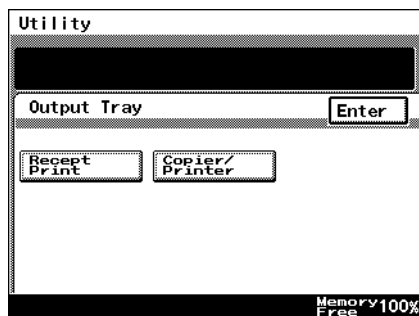 Utility
Output Tray
Enter
Recept
Print
Copier/
Printer
Memory
Free 100%